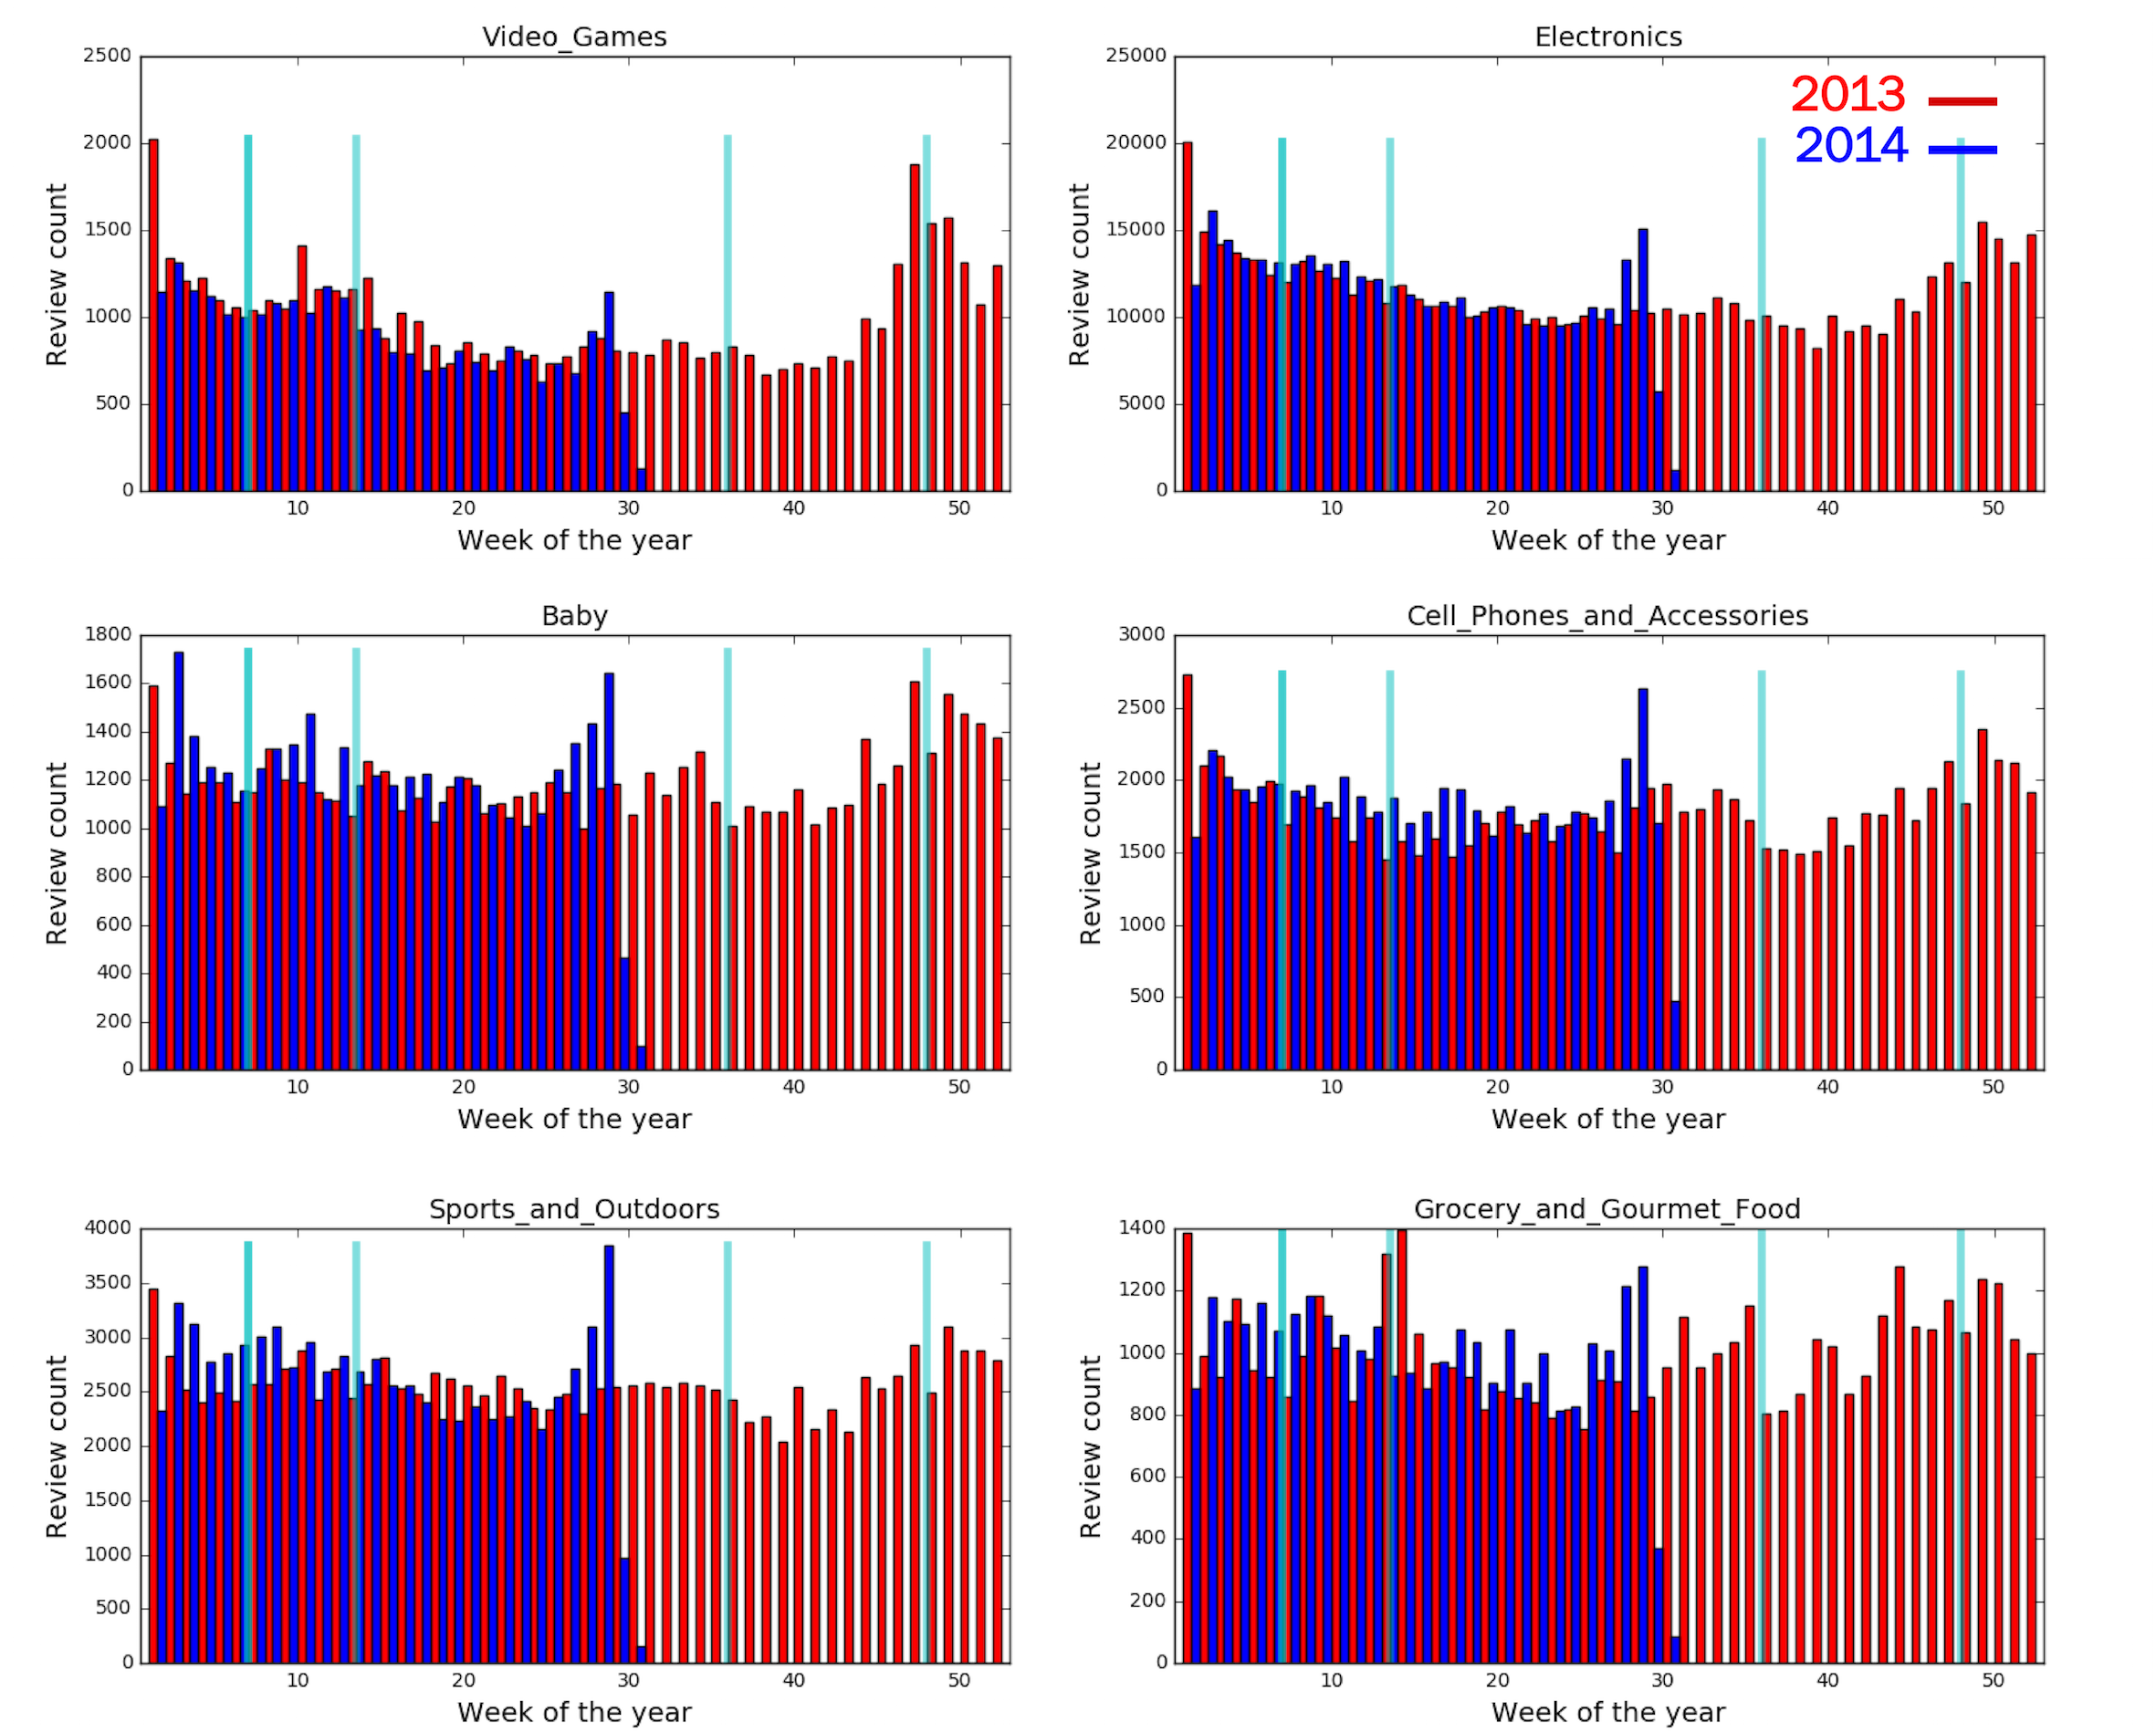 Video_Games
2500
2000
1500
1000
500
0
Review count
10 20 30 40 50
Week of the year
Electronics
25000
20000
15000
10000
5000
0
Review count
2013
2014
10 20 30 40 50
Week of the year
Baby
1800
1600
1400
1200
1000
800
600
400
200
0
Review count
10 20 30 40 50
Week of the year
Cell_Phones_and_Accessories
3000
2500
2000
1500
1000
500
0
Review count
10 20 30 40 50
Week of the year
Sports_and_Outdoors
4000
3500
3000
2500
2000
1500
1000
500
0
Review count
10 20 30 40 50
Week of the year
Grocery_and_Gourmet_Food
1400
1200
1000
800
600
400
200
0
Review count
10 20 30 40 50
Week of the year